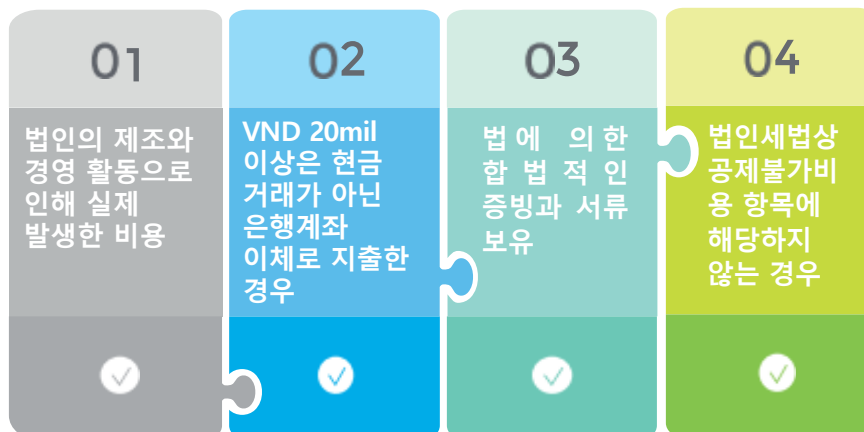 01
법인의 제조와
경영 활동으로
인해 실제
발생한 비용
02
VND 20mil
이상은 현금
거래가 아닌
은행계좌
이체로 지출한
경우
03
법에 의한
합법적인
증빙과 서류
보유
04
법인세법상
공제불가비
용 항목에
해당하지
않는 경우